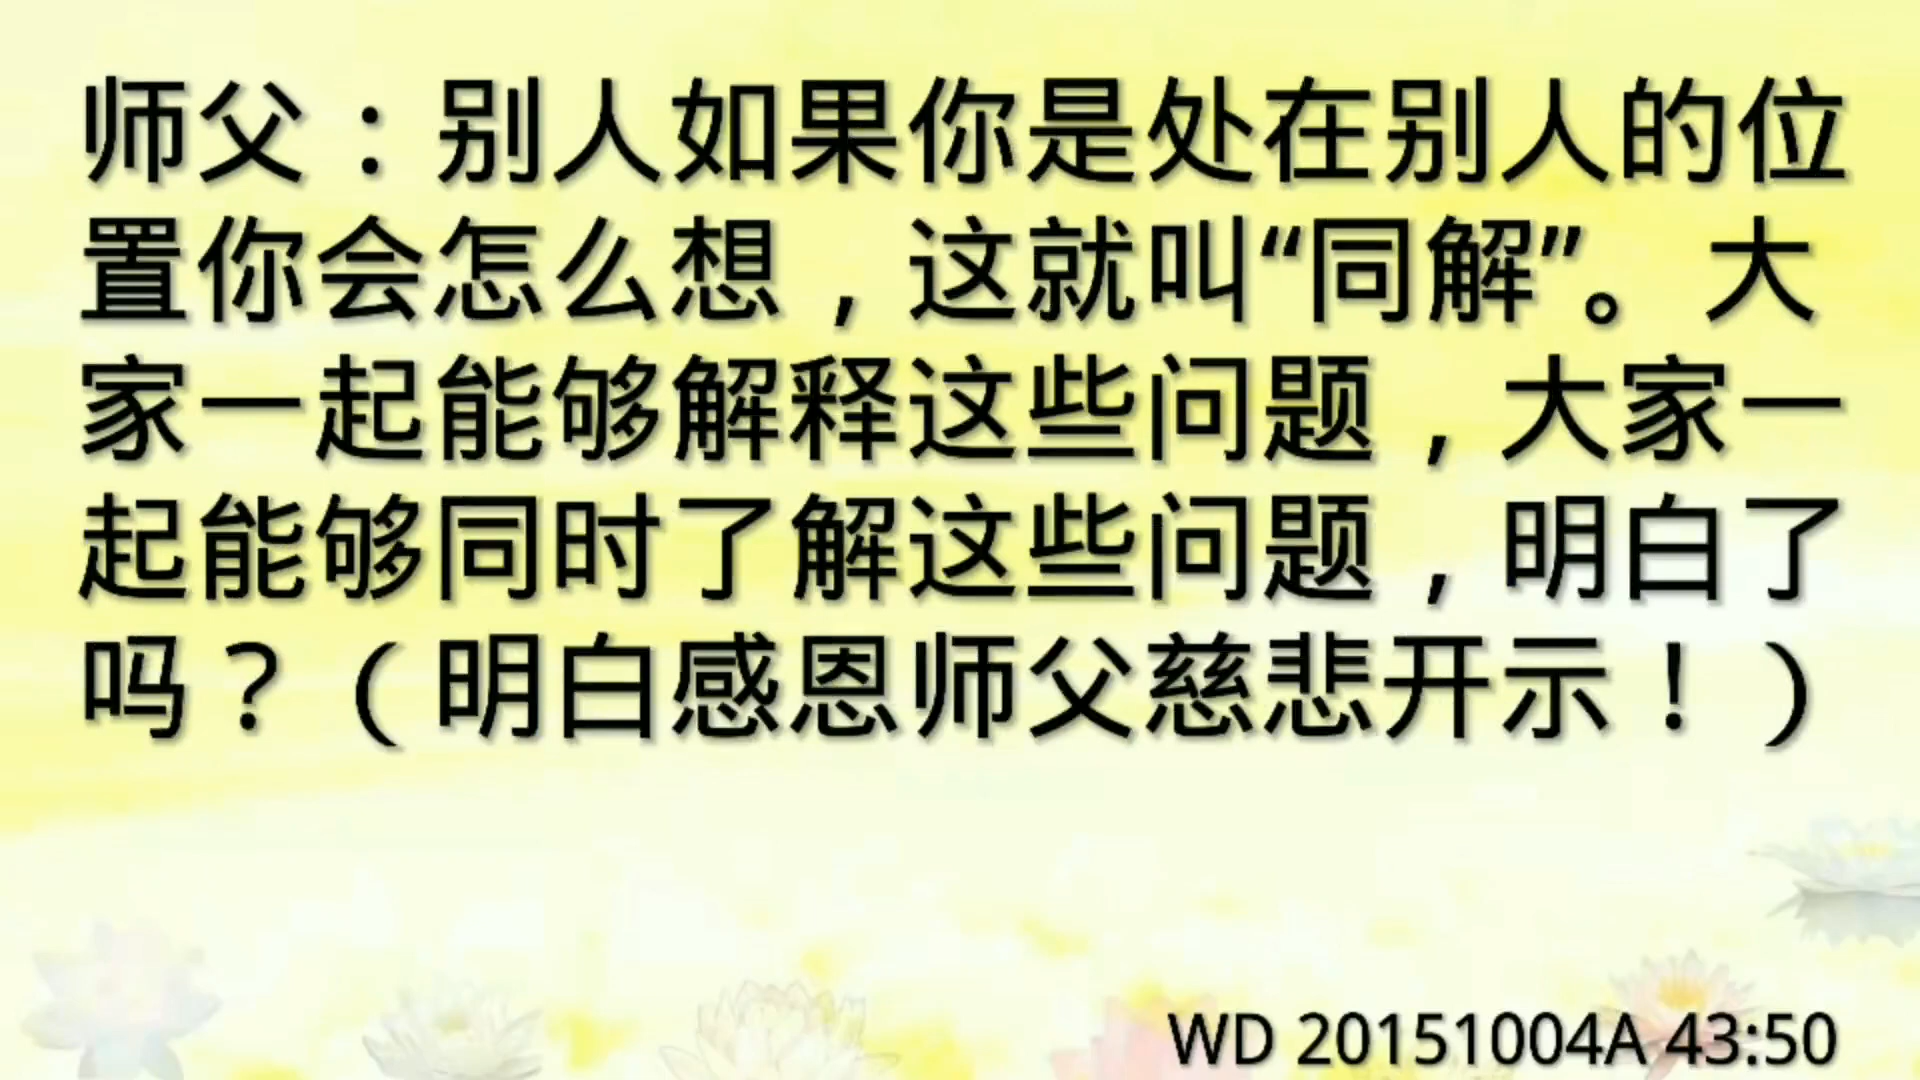 师父：别人如果你是处在别人的位
置你会怎么想，这就叫“同解”。大
家一起能够解释这些问题，大家一
起能够同时了解这些问题，明白了
吗？（明白感恩师父慈悲开示！）
WD 20151004A 43:50